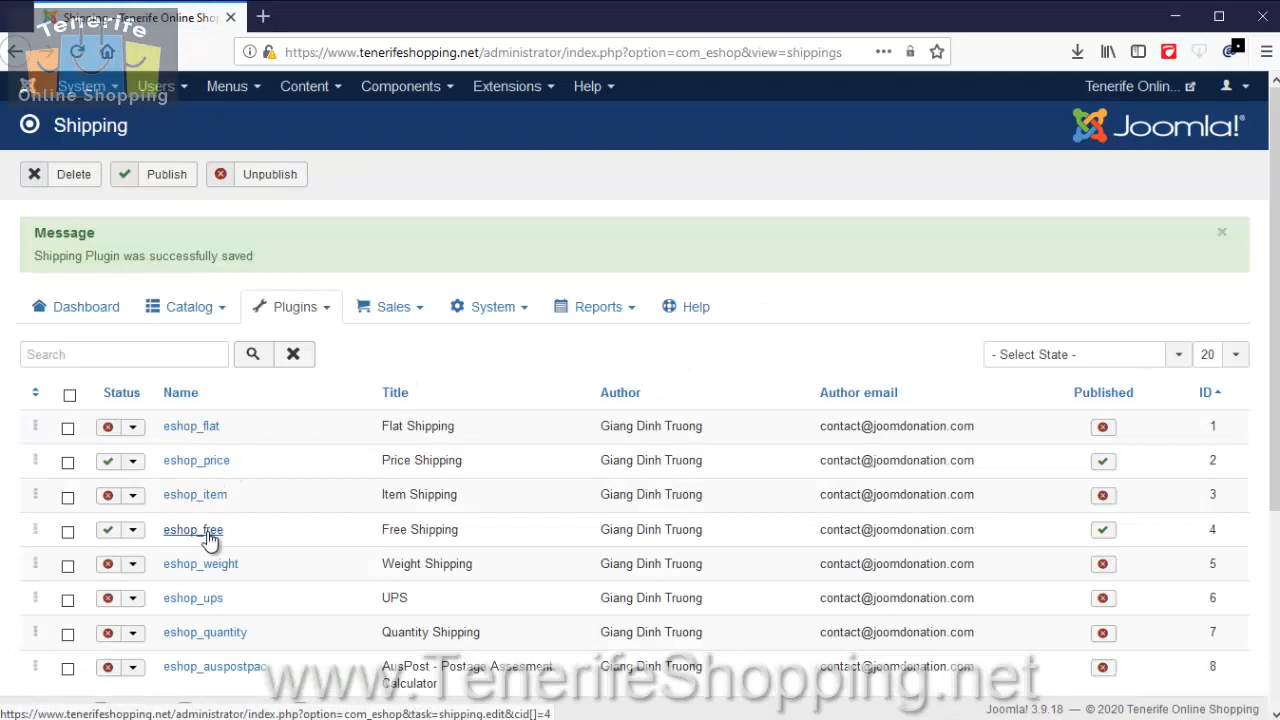 Shipping - Tenerife Online Shop
Tenerife
Online Shopping
https://www.tenerifeshopping.net/administrator/index.php?option=com_eshop&view=shippings
System Users Menus Content Components Extensions Help Tenerife Onlin...
Shipping Joomla!®
Delete Publish Unpublish
Message
Shipping Plugin was successfully saved
Dashboard Catalog Plugins Sales System Reports Help
Search - Select State - 20
Status Name Title Author Author email Published ID
eshop_flat Flat Shipping Giang Dinh Truong contact@joomdonation.com 1
eshop_price Price Shipping Giang Dinh Truong contact@joomdonation.com 2
eshop_item Item Shipping Giang Dinh Truong contact@joomdonation.com 3
eshop_free Free Shipping Giang Dinh Truong contact@joomdonation.com 4
eshop_weight Weight Shipping Giang Dinh Truong contact@joomdonation.com 5
eshop_ups UPS Giang Dinh Truong contact@joomdonation.com 6
eshop_quantity Quantity Shipping Giang Dinh Truong contact@joomdonation.com 7
eshop_auspostpac AusPost - Postage Assesment Giang Dinh Truong contact@joomdonation.com 8
Calculator
www.TenerifeShopping.net
https://www.tenerifeshopping.net/administrator/index.php?option=com_eshop&task=shipping.edit&cid[]=4 Joomla! 3.9.18 — © 2020 Tenerife Online Shopping